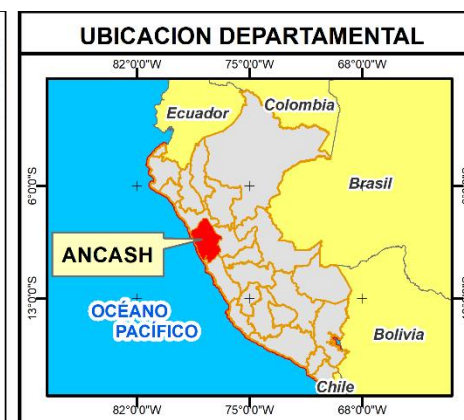 UBICACION DEPARTAMENTAL
82°0'0"W 75°0'0"W 68°0'0"W
Ecuador
Colombia
6°0'0"S
Brasil
ANCASH
13°0'0"S
OCÉANO
PACÍFICO
Bolivia
Chile
82°0'0"W 75°0'0"W 68°0'0"W